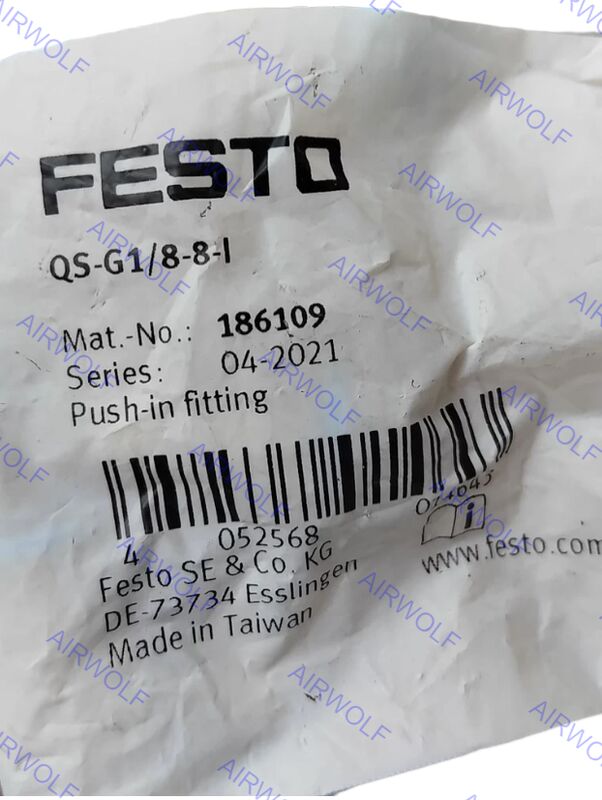 FESTO
QS-G1/8-8-I
Mat.-No.: 186109
Series: 04-2021
Push-in fitting
4 052568
Festo SE & Co. KG
DE-73734 Esslingen
Made in Taiwan
www.festo.com
AIRWOLF